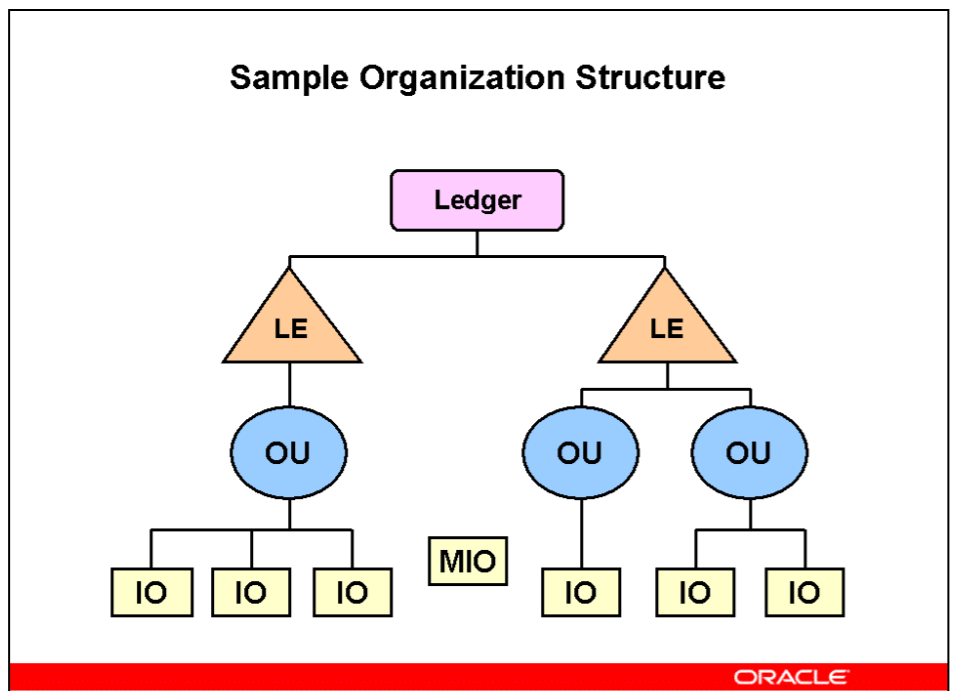 Sample Organization Structure
Ledger
LE LE
OU OU OU
MIO
IO IO IO IO IO IO
ORACLE